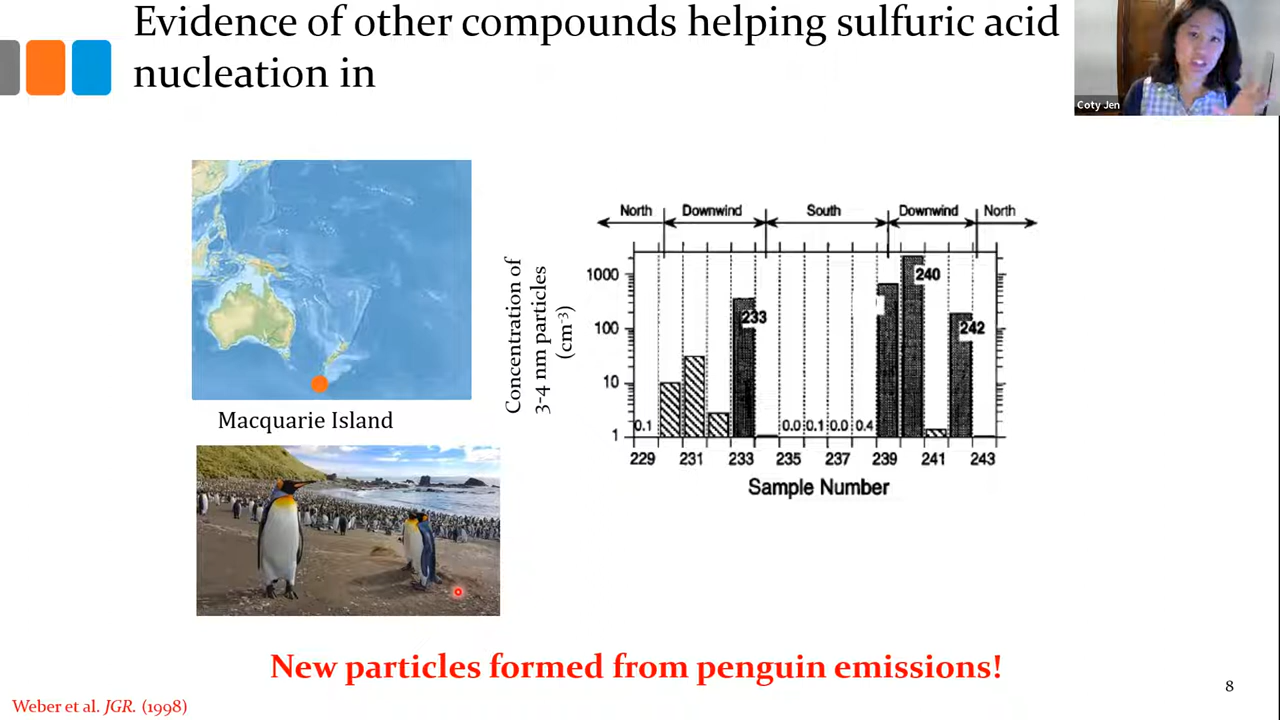 Evidence of other compounds helping sulfuric acid
nucleation in
Coty Jen
North Downwind South Downwind North
Concentration of
3-4 nm particles
(cm⁻³)
1000
100
10
1
0.1
233
0.0 0.1 0.0 0.4
240
242
229 231 233 235 237 239 241 243
Sample Number
Macquarie Island
New particles formed from penguin emissions!
8
Weber et al. JGR. (1998)